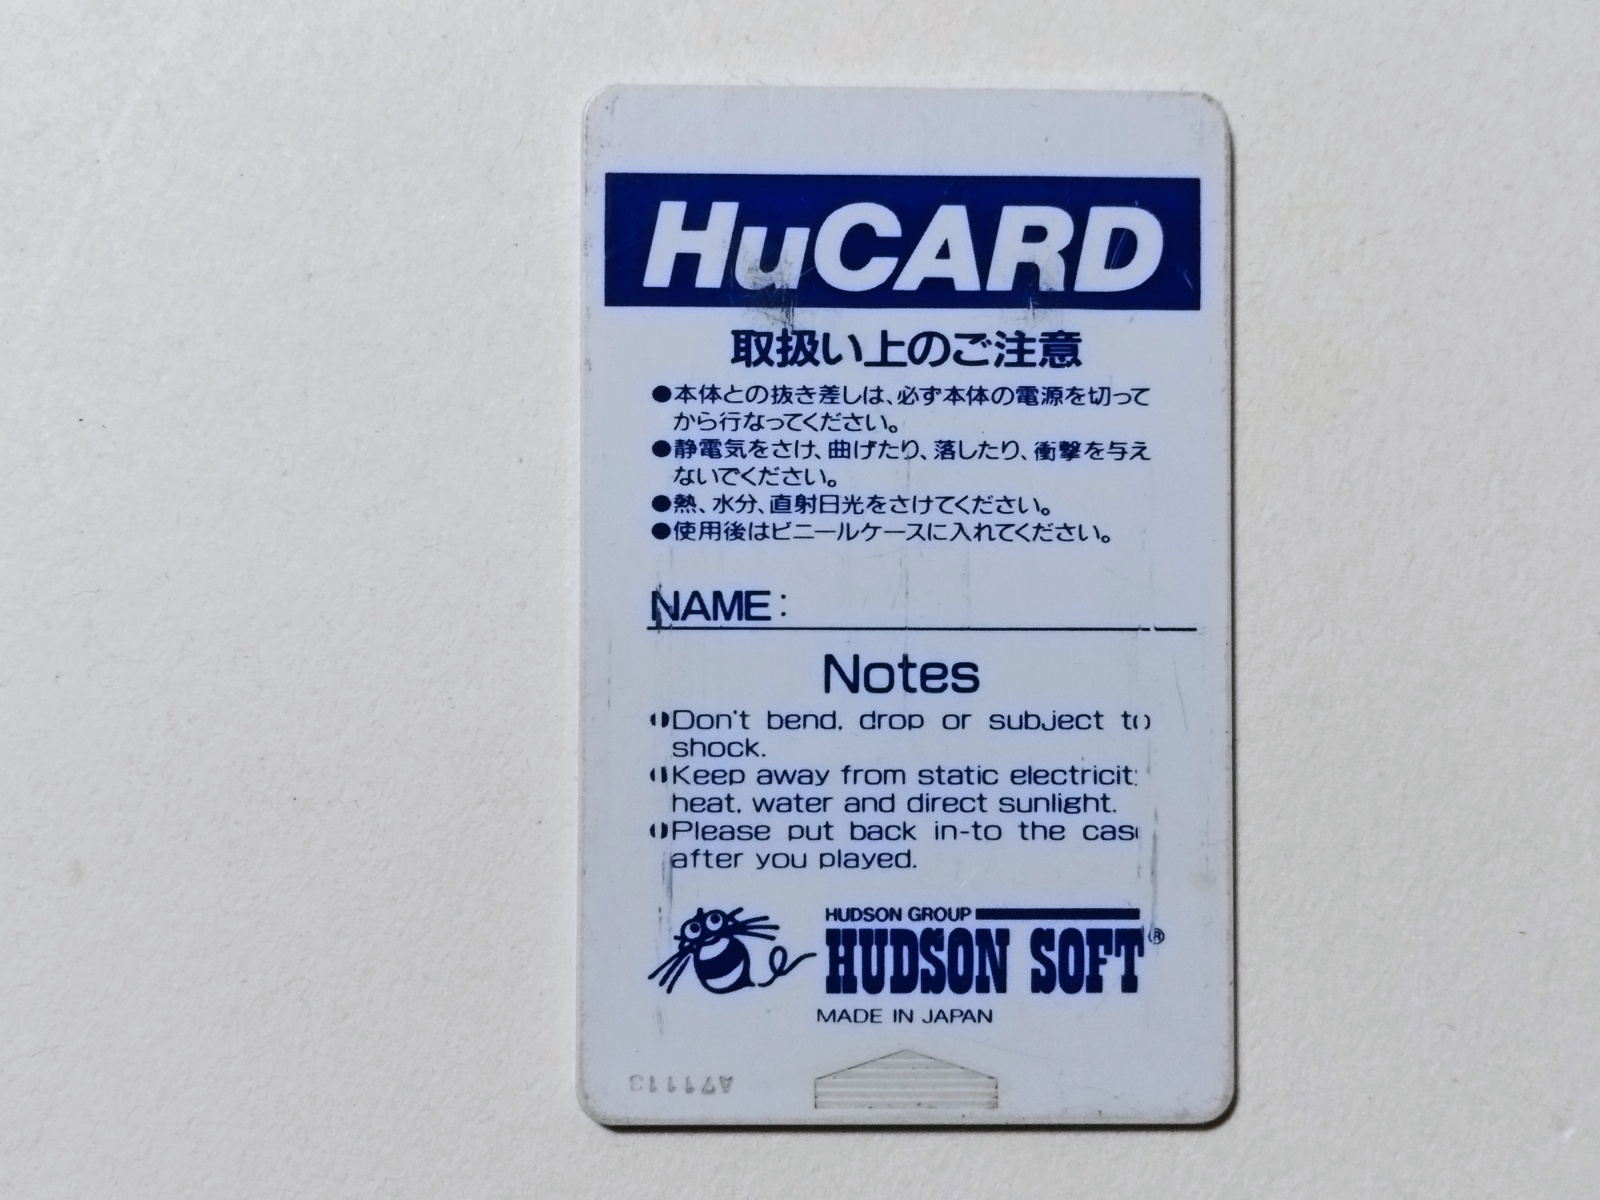 HuCARD
取扱い上のご注意
●本体との抜き差しは、必ず本体の電源を切って
から行なってください。
●静電気をさけ、曲げたり、落したり、衝撃を与え
ないでください。
●熱、水分、直射日光をさけてください。
●使用後はビニールケースに入れてください。
NAME:
Notes
●Don't bend, drop or subject to
shock.
●Keep away from static electricity
heat, water and direct sunlight.
●Please put back in-to the case
after you played.
HUDSON GROUP
HUDSON SOFT®
MADE IN JAPAN